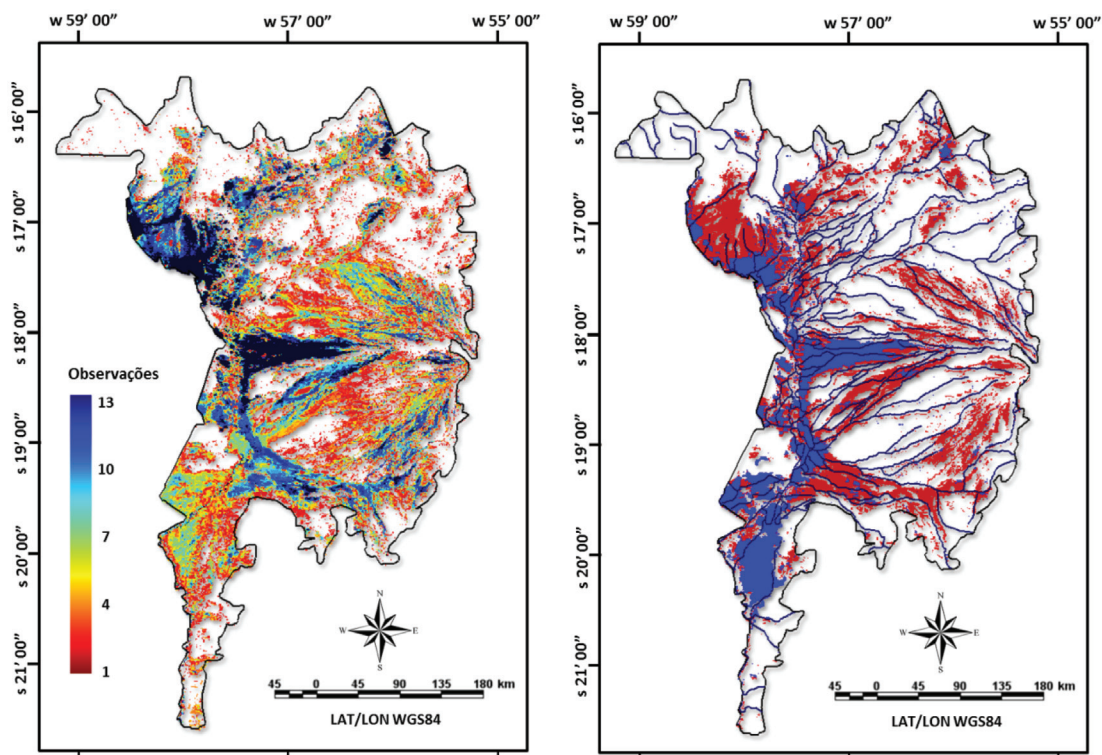 w 59′ 00″ w 57′ 00″ w 55′ 00″
s 16′ 00″
s 17′ 00″
s 18′ 00″
s 19′ 00″
s 20′ 00″
s 21′ 00″
Observações
13
10
7
4
1
N
W E
S
45 0 45 90 135 180 km
LAT/LON WGS84
w 59′ 00″ w 57′ 00″ w 55′ 00″
s 16′ 00″
s 17′ 00″
s 18′ 00″
s 19′ 00″
s 20′ 00″
s 21′ 00″
N
W E
S
45 0 45 90 135 180 km
LAT/LON WGS84